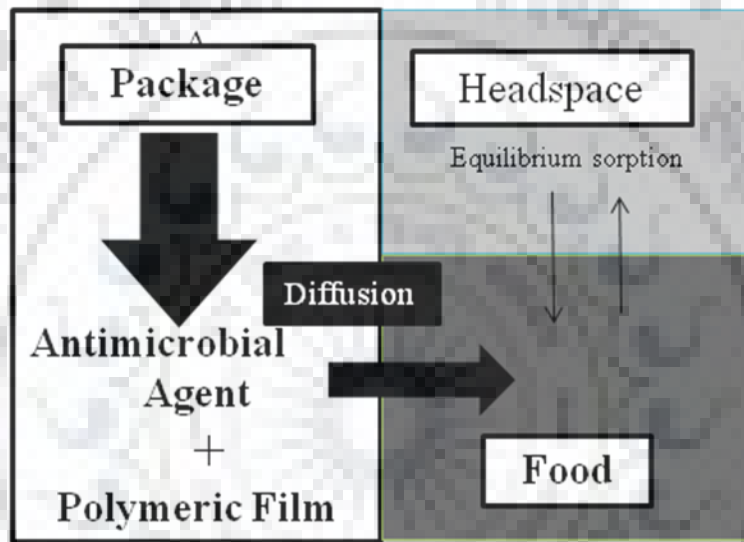 Package
Headspace
Equilibrium sorption
Diffusion
Antimicrobial
Agent
+
Polymeric Film
Food